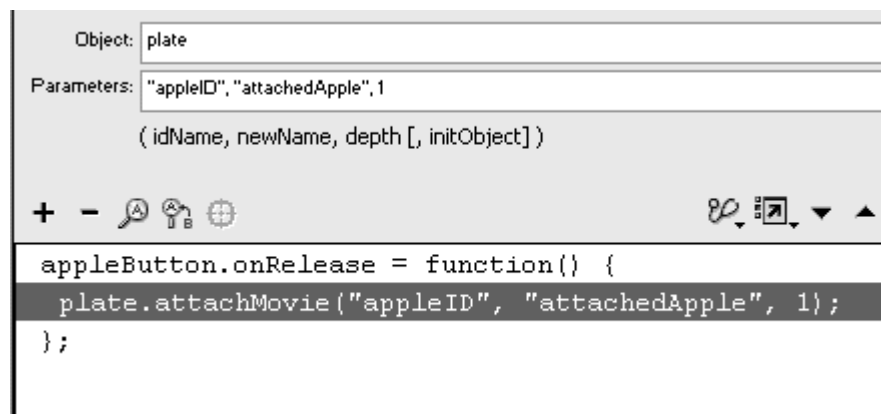 Object: plate
Parameters: "appleID", "attachedApple", 1
( idName, newName, depth [, initObject] )
appleButton.onRelease = function() {
plate.attachMovie("appleID", "attachedApple", 1);
};